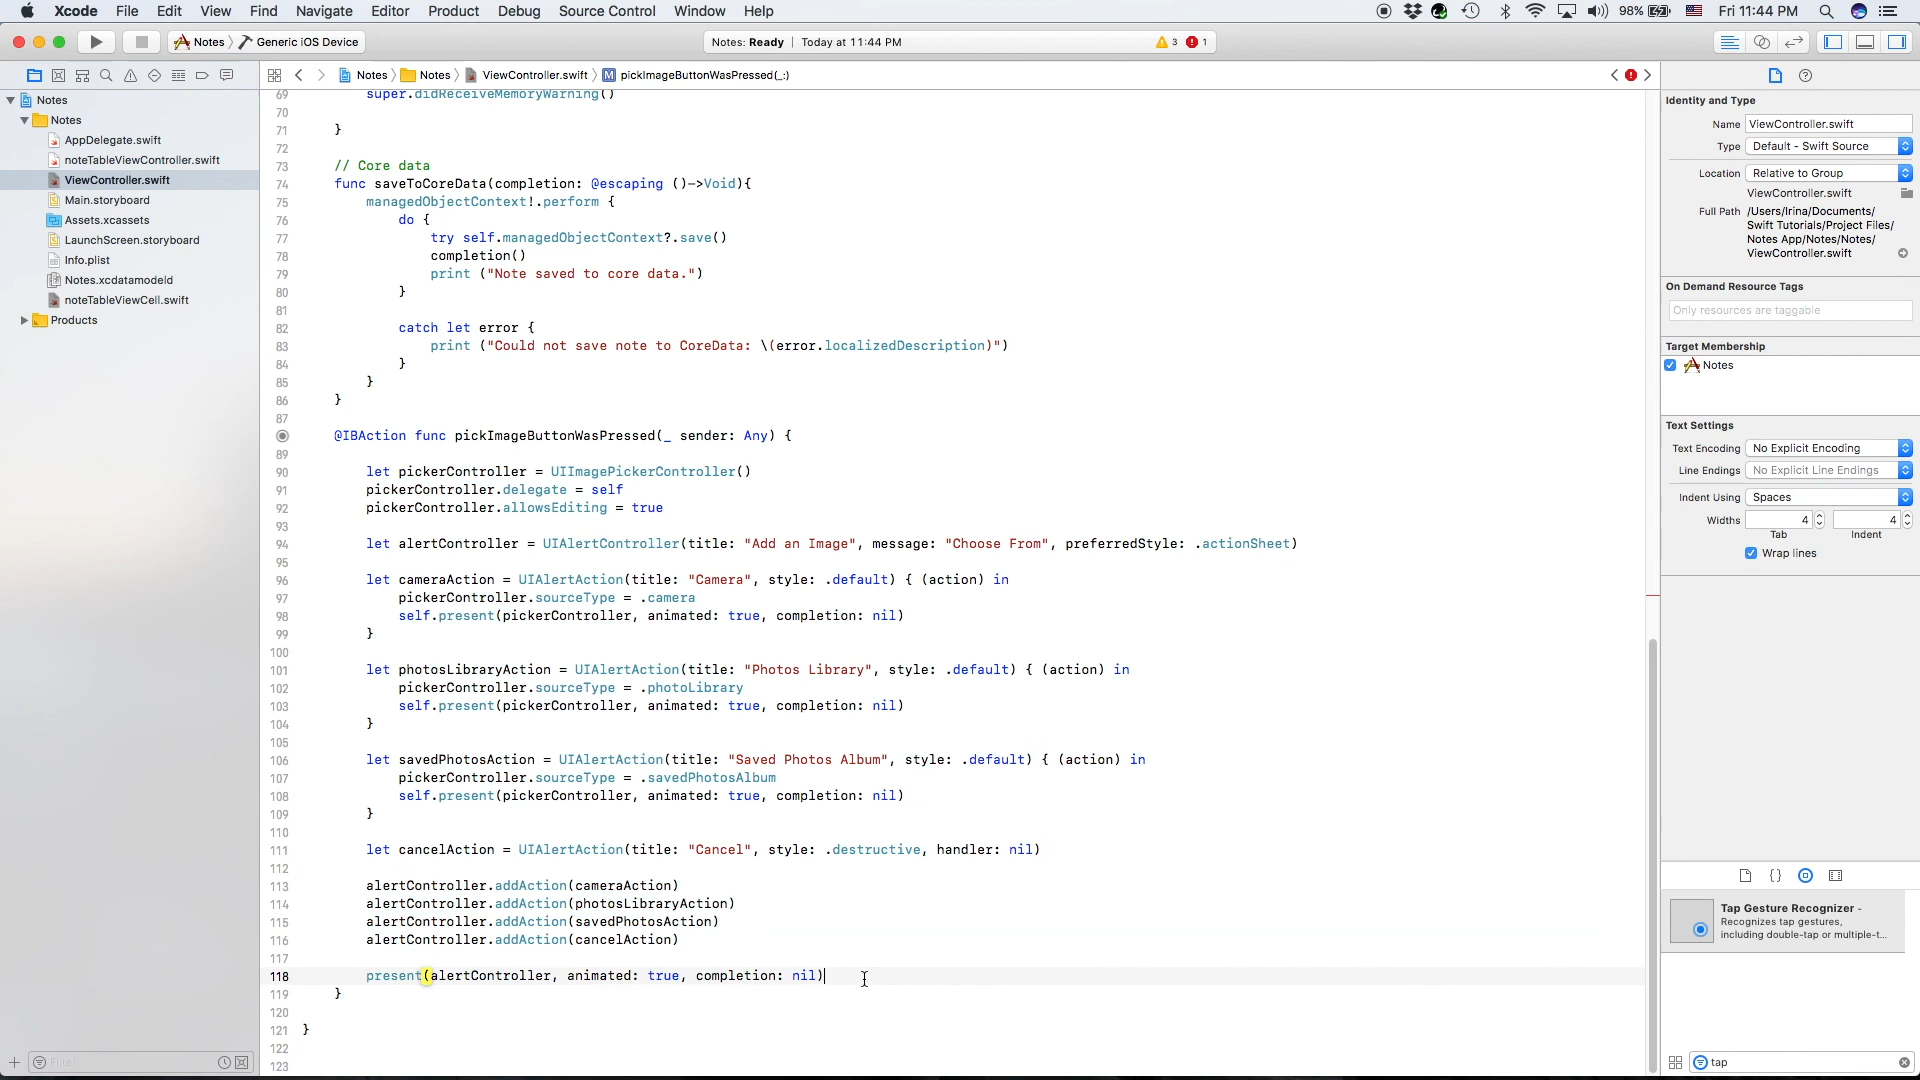 Xcode File Edit View Find Navigate Editor Product Debug Source Control Window Help 98% Fri 11:44 PM
Notes Generic iOS Device Notes: Ready Today at 11:44 PM 3 1
Notes Notes ViewController.swift M pickImageButtonWasPressed(_:)
Notes
Notes
AppDelegate.swift
noteTableViewController.swift
ViewController.swift
Main.storyboard
Assets.xcassets
LaunchScreen.storyboard
Info.plist
Notes.xcdatamodeld
noteTableViewCell.swift
Products
Filter
69 super.didReceiveMemoryWarning()
70
71 }
72
73 // Core data
74 func saveToCoreData(completion: @escaping ()->Void){
75 managedObjectContext!.perform {
76 do {
77 try self.managedObjectContext?.save()
78 completion()
79 print ("Note saved to core data.")
80 }
81
82 catch let error {
83 print ("Could not save note to CoreData: \(error.localizedDescription)")
84 }
85 }
86 }
87
@IBAction func pickImageButtonWasPressed(_ sender: Any) {
89
90 let pickerController = UIImagePickerController()
91 pickerController.delegate = self
92 pickerController.allowsEditing = true
93
94 let alertController = UIAlertController(title: "Add an Image", message: "Choose From", preferredStyle: .actionSheet)
95
96 let cameraAction = UIAlertAction(title: "Camera", style: .default) { (action) in
97 pickerController.sourceType = .camera
98 self.present(pickerController, animated: true, completion: nil)
99 }
100
101 let photosLibraryAction = UIAlertAction(title: "Photos Library", style: .default) { (action) in
102 pickerController.sourceType = .photoLibrary
103 self.present(pickerController, animated: true, completion: nil)
104 }
105
106 let savedPhotosAction = UIAlertAction(title: "Saved Photos Album", style: .default) { (action) in
107 pickerController.sourceType = .savedPhotosAlbum
108 self.present(pickerController, animated: true, completion: nil)
109 }
110
111 let cancelAction = UIAlertAction(title: "Cancel", style: .destructive, handler: nil)
112
113 alertController.addAction(cameraAction)
114 alertController.addAction(photosLibraryAction)
115 alertController.addAction(savedPhotosAction)
116 alertController.addAction(cancelAction)
117
118 present(alertController, animated: true, completion: nil)
119 }
120
121 }
122
123
Identity and Type
Name ViewController.swift
Type Default - Swift Source
Location Relative to Group
ViewController.swift
Full Path /Users/Irina/Documents/
Swift Tutorials/Project Files/
Notes App/Notes/Notes/
ViewController.swift
On Demand Resource Tags
Only resources are taggable
Target Membership
Notes
Text Settings
Text Encoding No Explicit Encoding
Line Endings No Explicit Line Endings
Indent Using Spaces
Widths 4 4
Tab Indent
Wrap lines
Tap Gesture Recognizer -
Recognizes tap gestures,
including double-tap or multiple-t...
tap